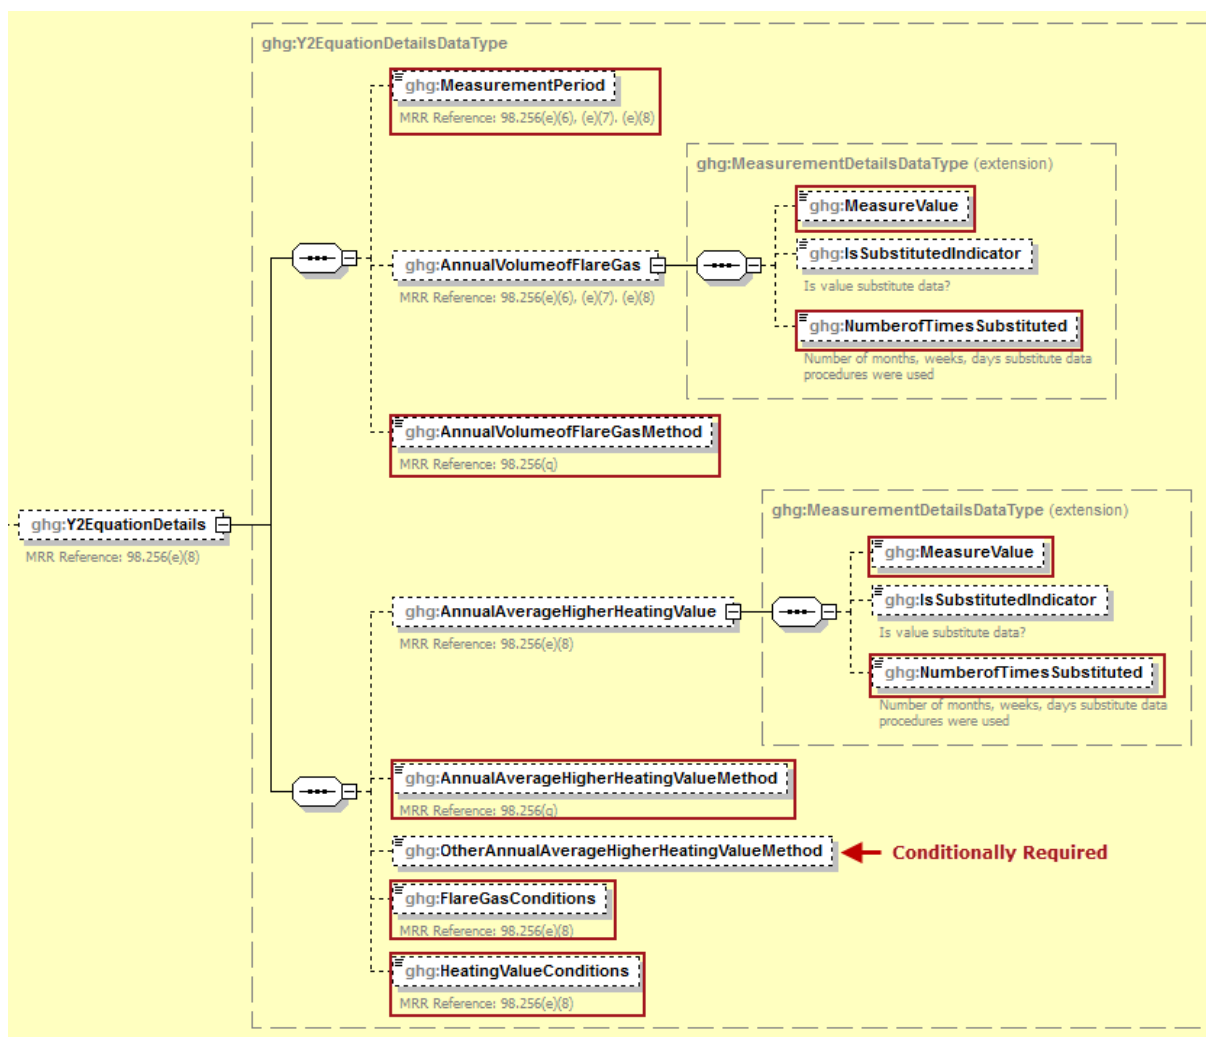 ghg:Y2EquationDetailsDataType
ghg:MeasurementPeriod
MRR Reference: 98.256(e)(6), (e)(7). (e)(8)
ghg:MeasurementDetailsDataType (extension)
ghg:MeasureValue
ghg:IsSubstitutedIndicator
Is value substitute data?
ghg:AnnualVolumeofFlareGas
MRR Reference: 98.256(e)(6), (e)(7). (e)(8)
ghg:NumberofTimesSubstituted
Number of months, weeks, days substitute data
procedures were used
ghg:AnnualVolumeofFlareGasMethod
MRR Reference: 98.256(q)
ghg:Y2EquationDetails
MRR Reference: 98.256(e)(8)
ghg:MeasurementDetailsDataType (extension)
ghg:MeasureValue
ghg:IsSubstitutedIndicator
Is value substitute data?
ghg:AnnualAverageHigherHeatingValue
MRR Reference: 98.256(e)(8)
ghg:NumberofTimesSubstituted
Number of months, weeks, days substitute data
procedures were used
ghg:AnnualAverageHigherHeatingValueMethod
MRR Reference: 98.256(q)
ghg:OtherAnnualAverageHigherHeatingValueMethod
Conditionally Required
ghg:FlareGasConditions
MRR Reference: 98.256(e)(8)
ghg:HeatingValueConditions
MRR Reference: 98.256(e)(8)